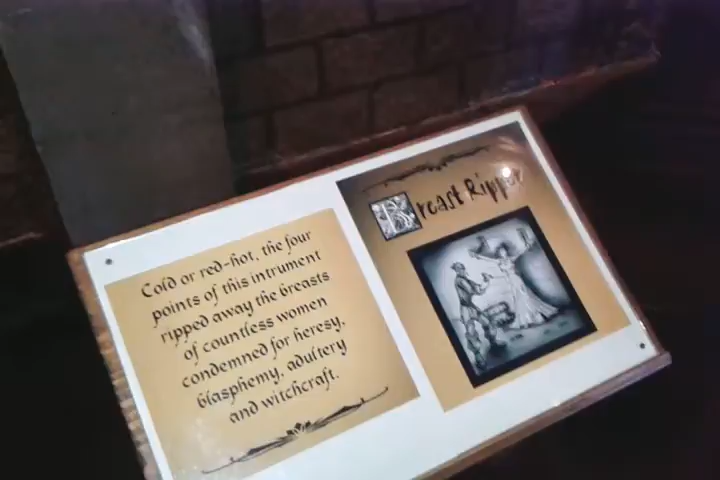 Cold or red-hot, the four
points of this intrument
ripped away the breasts
of countless women
condemned for heresy,
blasphemy, adultery
and witchcraft.
Breast Ripper